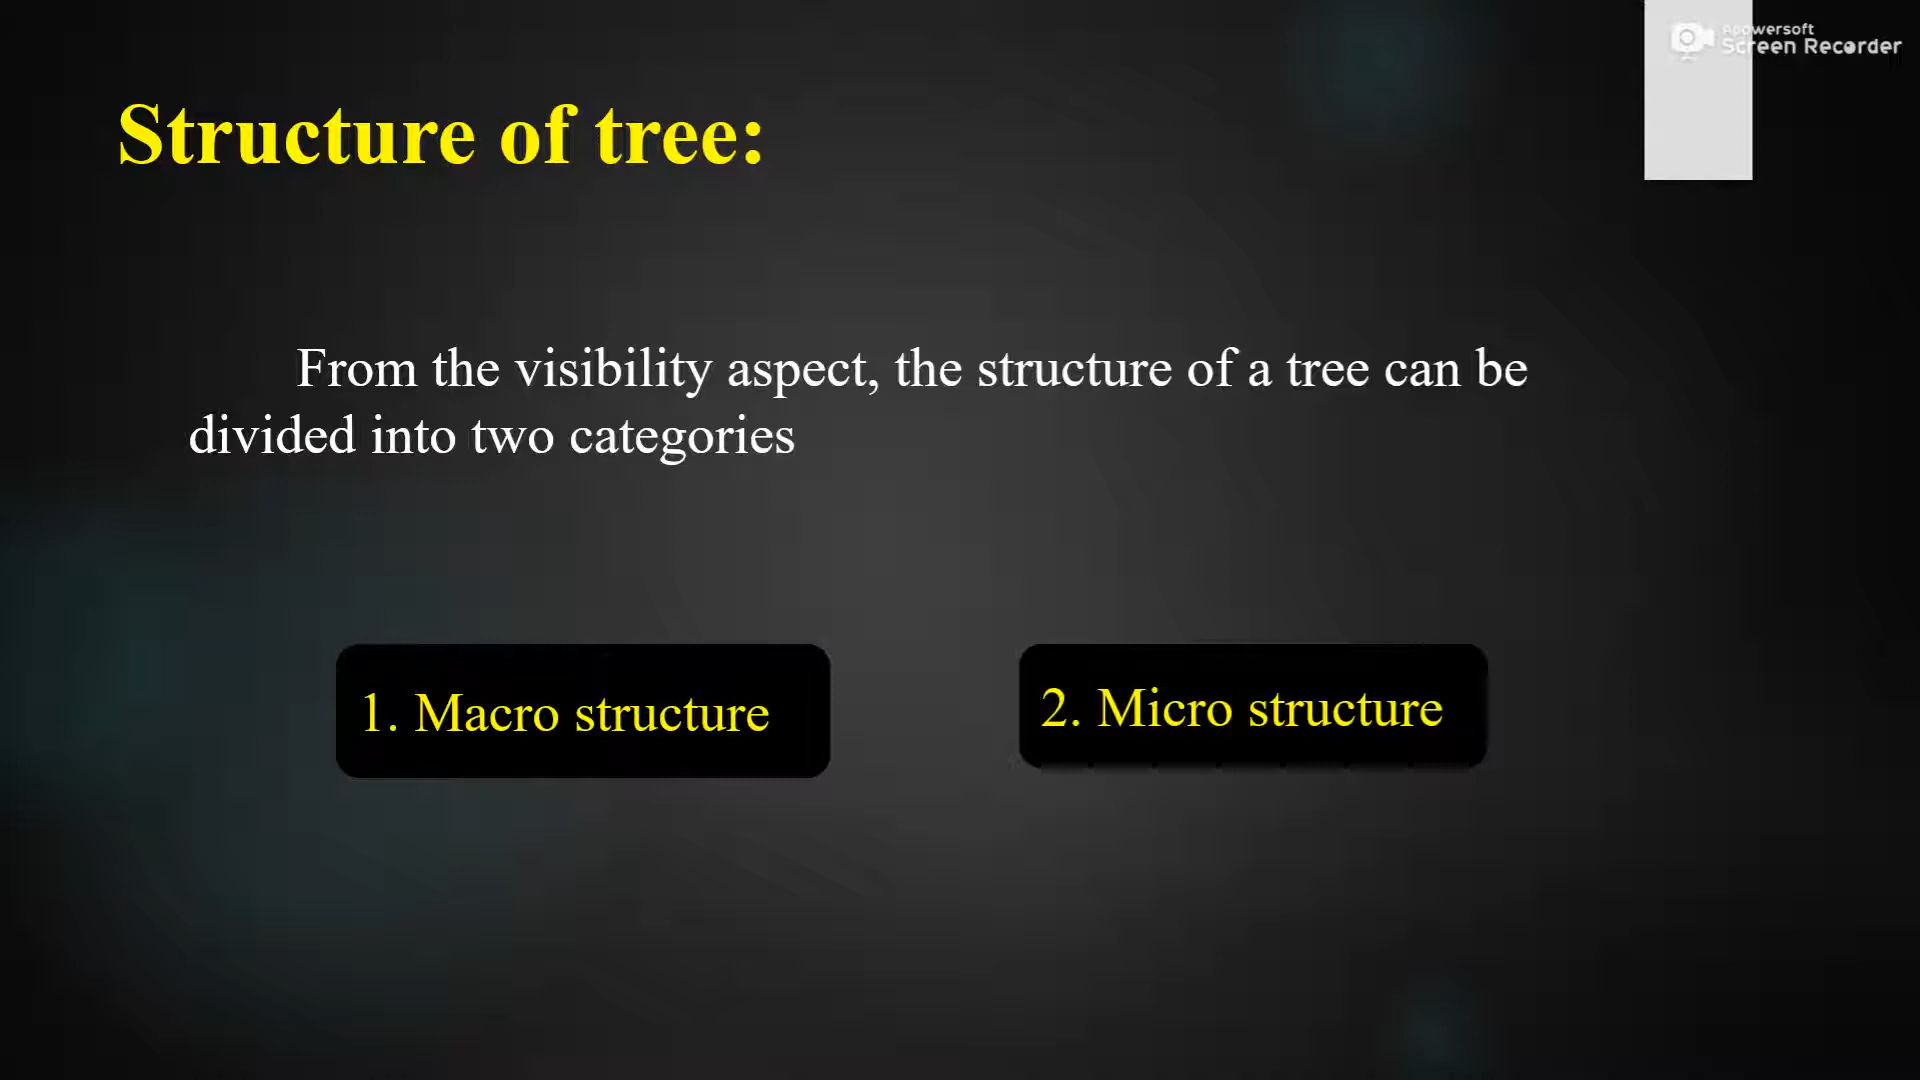 Apowersoft
Screen Recorder
Structure of tree:
From the visibility aspect, the structure of a tree can be
divided into two categories
1. Macro structure
2. Micro structure